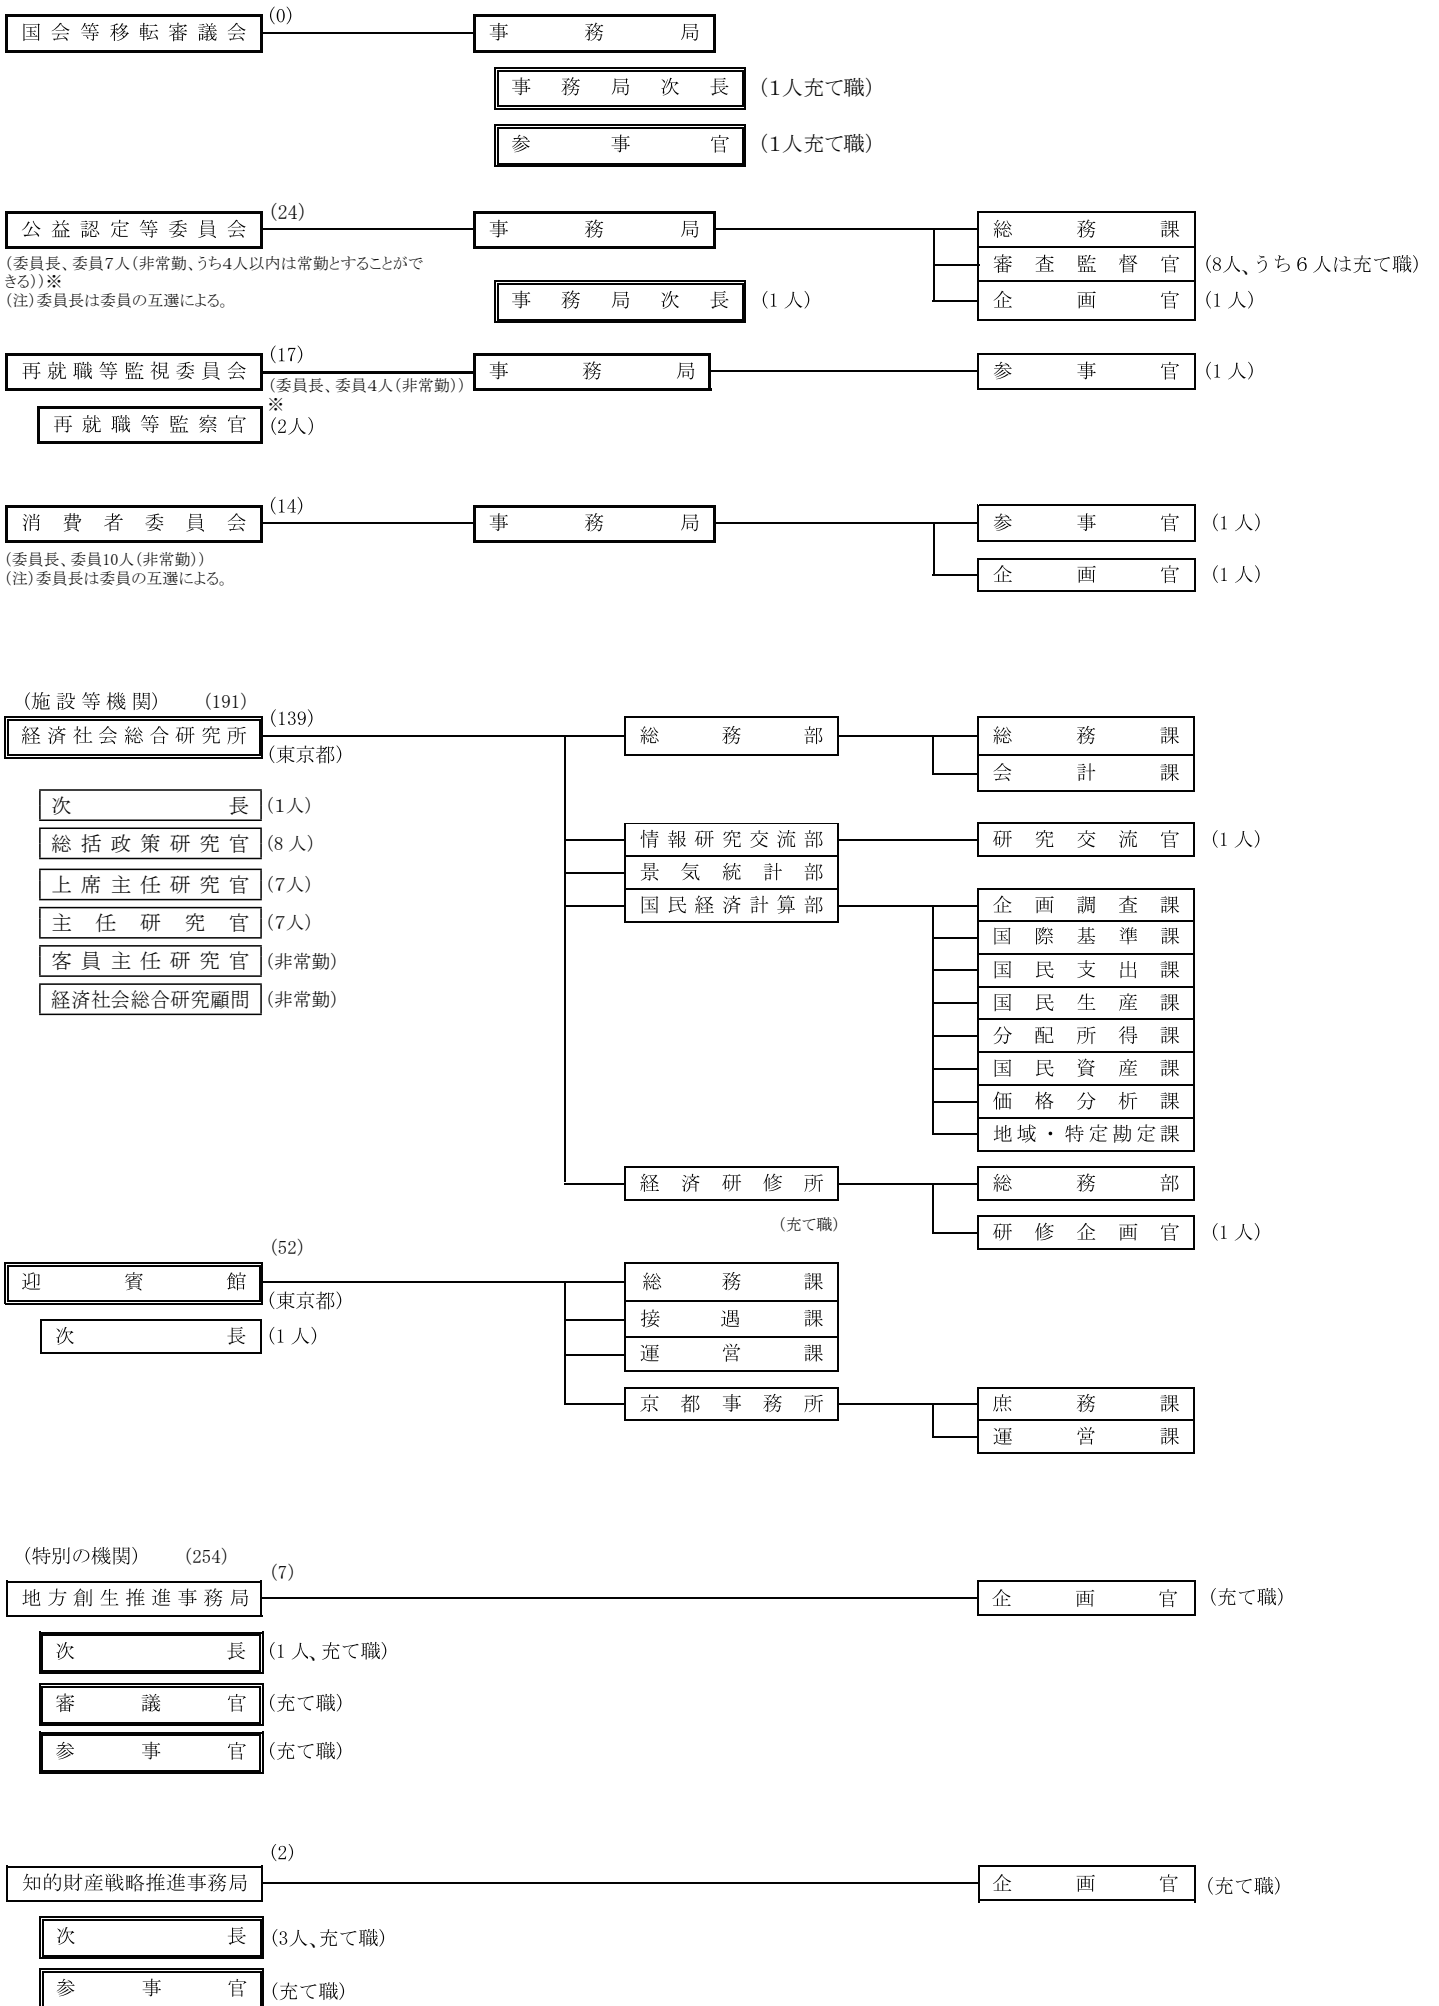 国会等移転審議会 (0) 事務局
事務局次長 (1人充て職)
参事官 (1人充て職)
公益認定等委員会 (24) 事務局 総務課
(委員長、委員7人(非常勤、うち4人以内は常勤とすることがで 審査監督官 (8人、うち６人は充て職)
きる))※
(注)委員長は委員の互選による。 事務局次長 (1人) 企画官 (1人)
再就職等監視委員会 (17) 事務局 参事官 (1人)
(委員長、委員4人(非常勤))
※
再就職等監察官 (2人)
消費者委員会 (14) 事務局 参事官 (1人)
(委員長、委員10人(非常勤))
(注)委員長は委員の互選による。 企画官 (1人)
(施設等機関) (191)
経済社会総合研究所 (139) 総務部 総務課
(東京都)
会計課
次長 (1人)
総括政策研究官 (8人) 情報研究交流部 研究交流官 (1人)
景気統計部
上席主任研究官 (7人)
国民経済計算部 企画調査課
主任研究官 (7人)
国際基準課
客員主任研究官 (非常勤)
国民支出課
経済社会総合研究顧問 (非常勤)
国民生産課
分配所得課
国民資産課
価格分析課
地域・特定勘定課
経済研修所 総務部
(充て職)
研修企画官 (1人)
(52)
迎賓館 総務課
(東京都)
接遇課
次長 (1人)
運営課
京都事務所 庶務課
運営課
(特別の機関) (254)
(7)
地方創生推進事務局 企画官 (充て職)
次長 (1人、充て職)
審議官 (充て職)
参事官 (充て職)
(2)
知的財産戦略推進事務局 企画官 (充て職)
次長 (3人、充て職)
参事官 (充て職)